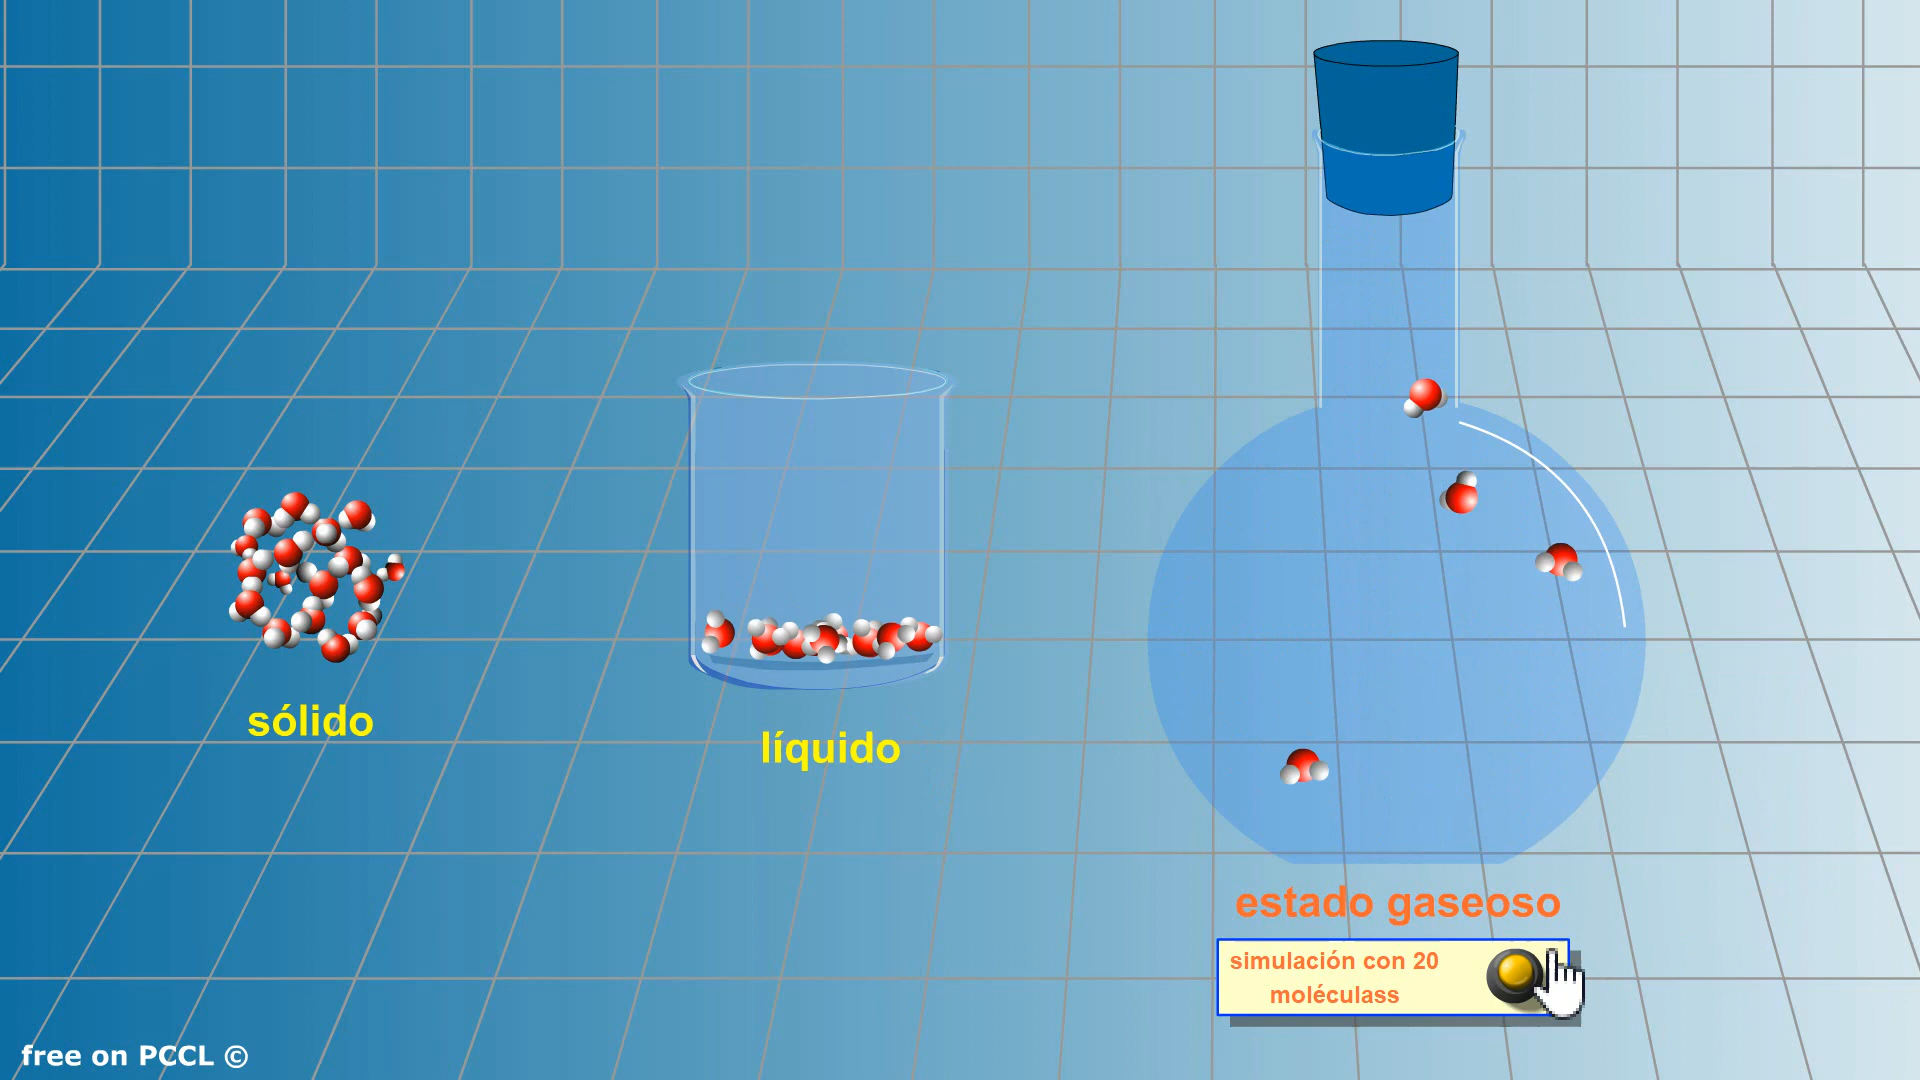 sólido
líquido
estado gaseoso
simulación con 20
moléculass
free on PCCL ©